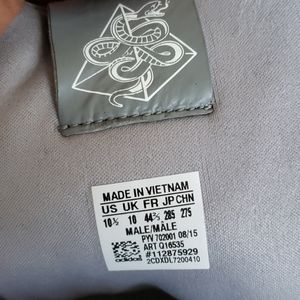 MADE IN VIETNAM
US UK FR JP CHN
10½ 10 44⅔ 285 275
MALE/MÂLE
PYV 702001 08/15
ART Q16535
#112875929
adidas 2CDXDL7200410